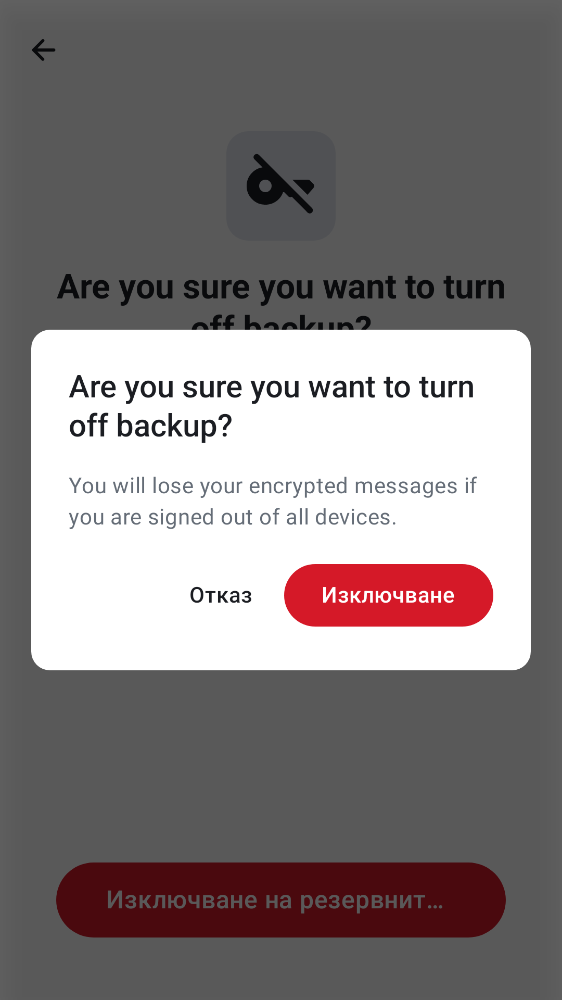 Are you sure you want to turn
off backup?
Are you sure you want to turn
off backup?
You will lose your encrypted messages if
you are signed out of all devices.
Отказ
Изключване
Изключване на резервнит…